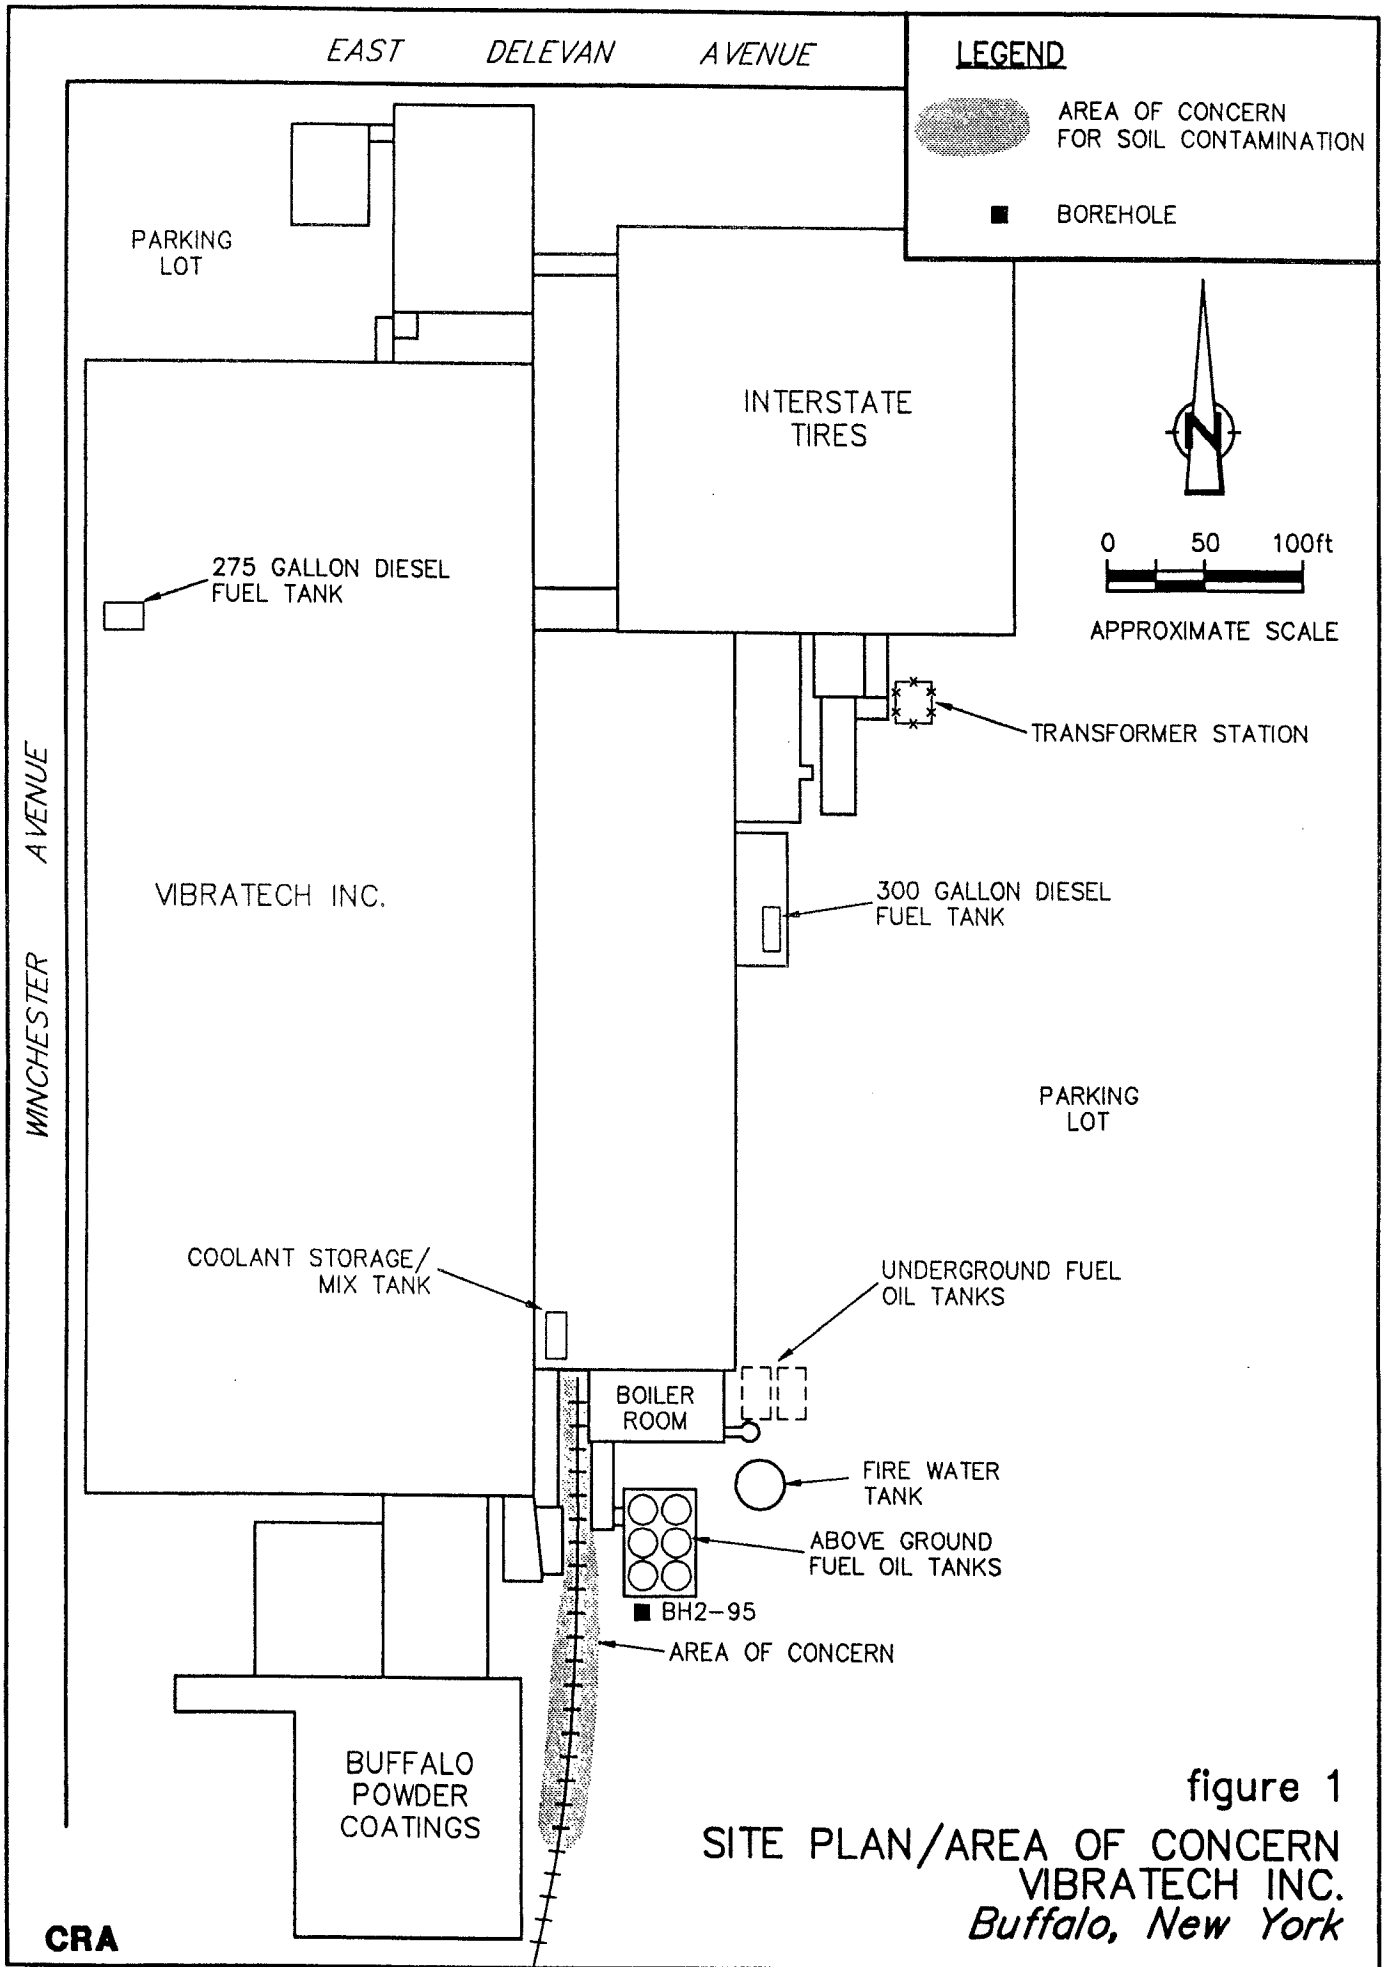 EAST DELEVAN AVENUE
LEGEND
AREA OF CONCERN
FOR SOIL CONTAMINATION
BOREHOLE
PARKING
LOT
INTERSTATE
TIRES
N
0 50 100ft
APPROXIMATE SCALE
275 GALLON DIESEL
FUEL TANK
TRANSFORMER STATION
WINCHESTER AVENUE
VIBRATECH INC.
300 GALLON DIESEL
FUEL TANK
PARKING
LOT
COOLANT STORAGE/
MIX TANK
UNDERGROUND FUEL
OIL TANKS
BOILER
ROOM
FIRE WATER
TANK
ABOVE GROUND
FUEL OIL TANKS
BH2-95
AREA OF CONCERN
BUFFALO
POWDER
COATINGS
figure 1
SITE PLAN/AREA OF CONCERN
VIBRATECH INC.
Buffalo, New York
CRA